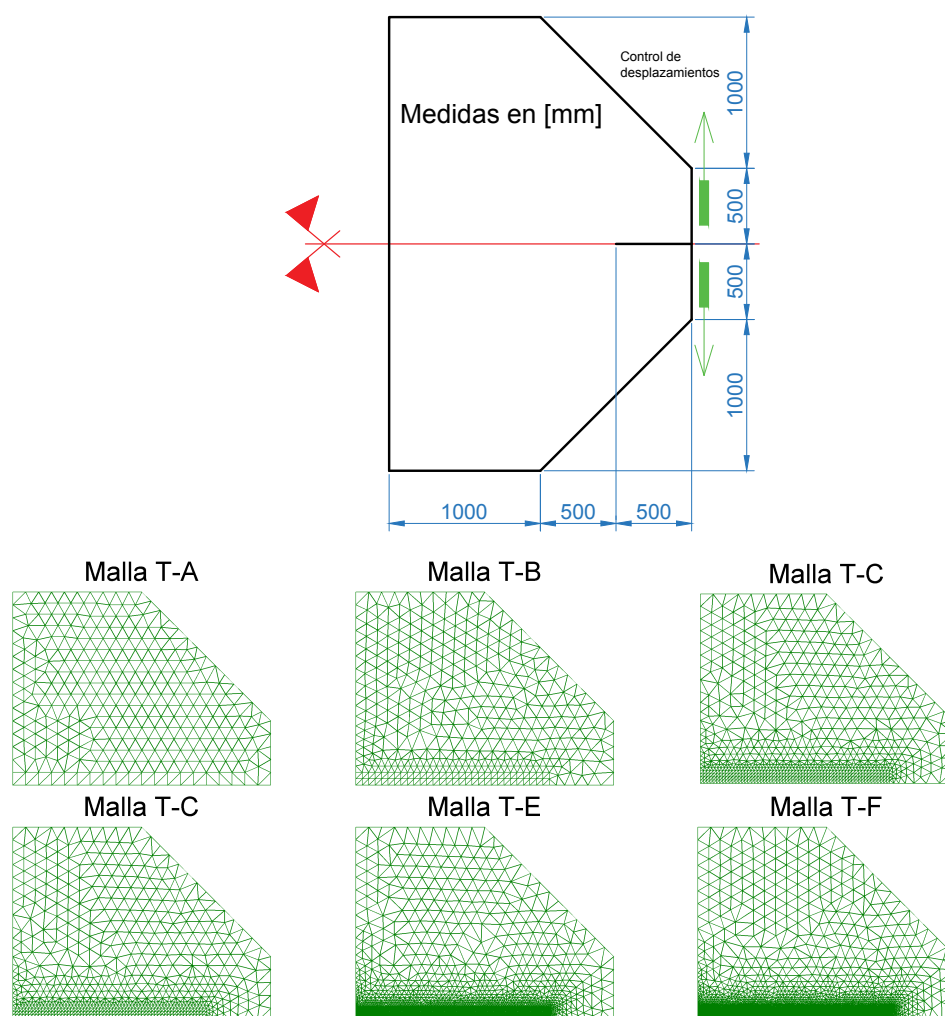 Control de
desplazamientos
Medidas en [mm]
1000
500
500
1000
1000
500
500
Malla T-A
Malla T-B
Malla T-C
Malla T-C
Malla T-E
Malla T-F